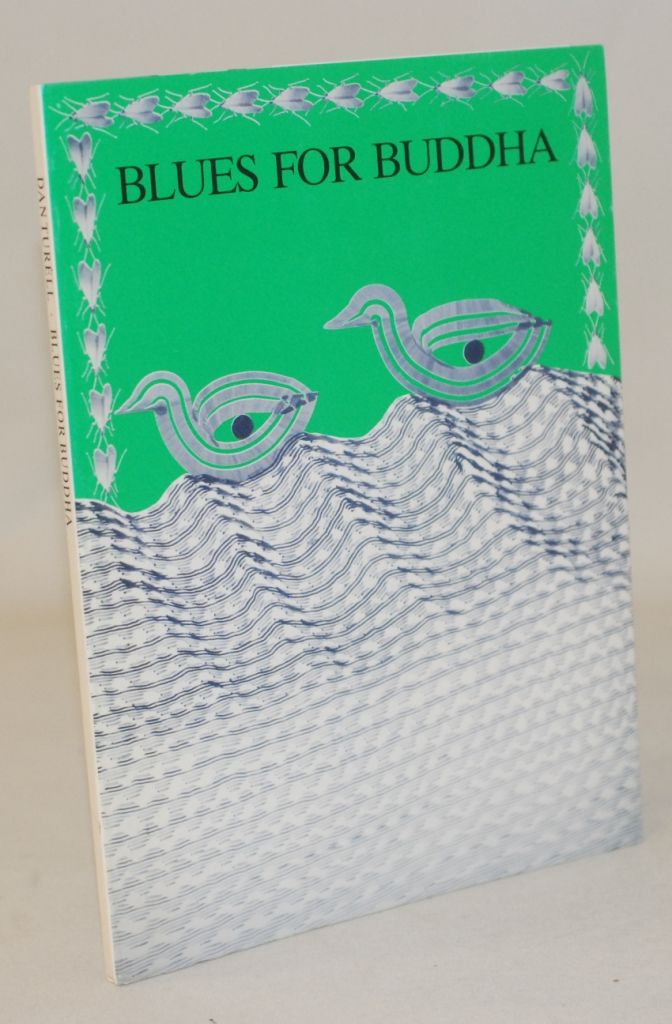 BLUES FOR BUDDHA
DAN TURÈLL · BLUES FOR BUDDHA